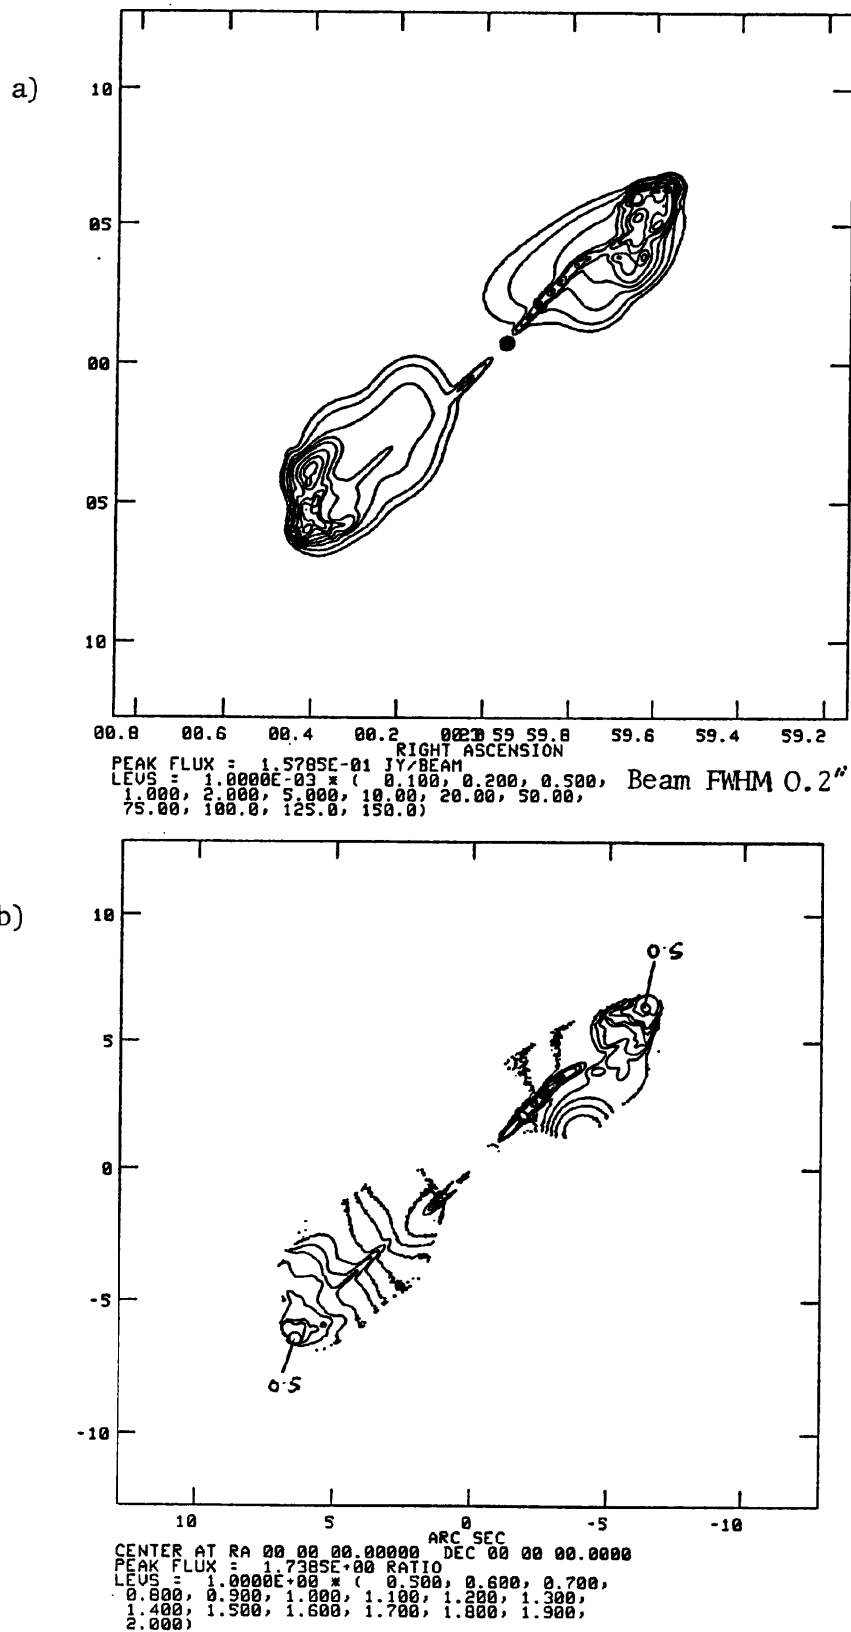 a)
10
05
00
05
10
00.8 00.6 00.4 00.2 59.8 59.6 59.4 59.2
RIGHT ASCENSION
PEAK FLUX = 1.5785E-01 JY/BEAM
LEVS = 1.0000E-03 * ( 0.100, 0.200, 0.500,
1.000, 2.000, 5.000, 10.00, 20.00, 50.00,
75.00, 100.0, 125.0, 150.0)
Beam FWHM 0.2"
b)
0.5
10
5
0
-5
-10
0.5
10 5 0 -5 -10
ARC SEC
CENTER AT RA 00 00 00.00000 DEC 00 00 00.0000
PEAK FLUX = 1.7385E+00 RATIO
LEVS = 1.0000E+00 * ( 0.500, 0.600, 0.700,
0.800, 0.900, 1.000, 1.100, 1.200, 1.300,
1.400, 1.500, 1.600, 1.700, 1.800, 1.900,
2.000)